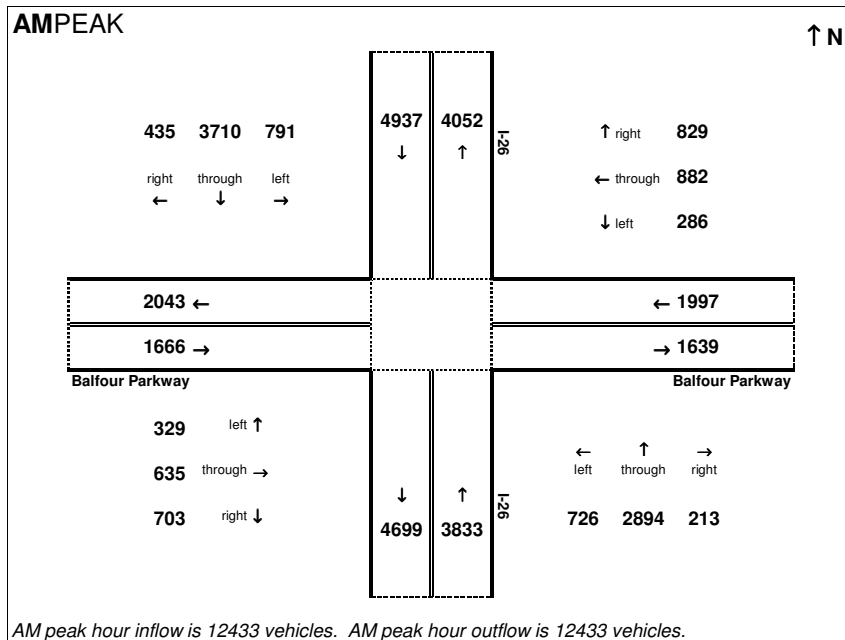 AMPEAK
↑ N
435 3710 791
right through left
← ↓ →
4937 4052
↓ ↑
I-26
↑ right 829
← through 882
↓ left 286
2043 ←
← 1997
1666 →
→ 1639
Balfour Parkway
Balfour Parkway
329 left ↑
635 through →
703 right ↓
↓ ↑
4699 3833
I-26
← ↑ →
left through right
726 2894 213
AM peak hour inflow is 12433 vehicles. AM peak hour outflow is 12433 vehicles.